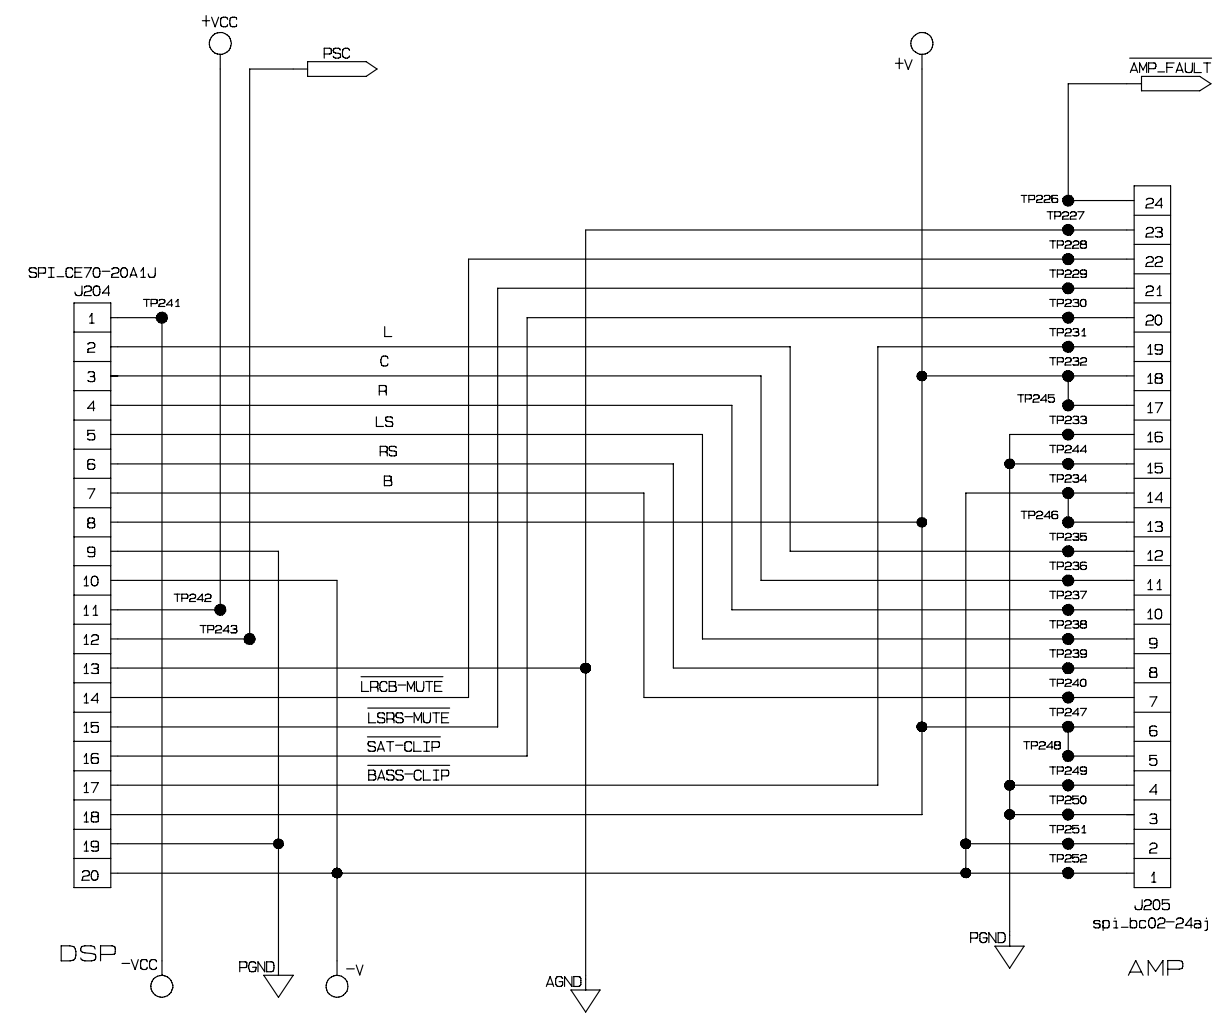 +VCC
PSC
+V
AMP_FAULT
TP226
24
TP227
23
TP228
22
TP229
21
TP230
20
TP231
19
TP232
18
TP245
17
TP233
16
TP244
15
TP234
14
TP246
13
TP235
12
TP236
11
TP237
10
TP238
9
TP239
8
TP240
7
TP247
6
TP248
5
TP249
4
TP250
3
TP251
2
TP252
1
J205
spi_bc02-24aj
AMP
PGND
SPI_CE70-20A1J
J204
1
TP241
2
L
3
C
4
R
5
LS
6
RS
7
B
8
9
10
11
TP242
12
TP243
13
14
LRCB-MUTE
15
LSRS-MUTE
16
SAT-CLIP
17
BASS-CLIP
18
19
20
DSP
-VCC
PGND
-V
AGND